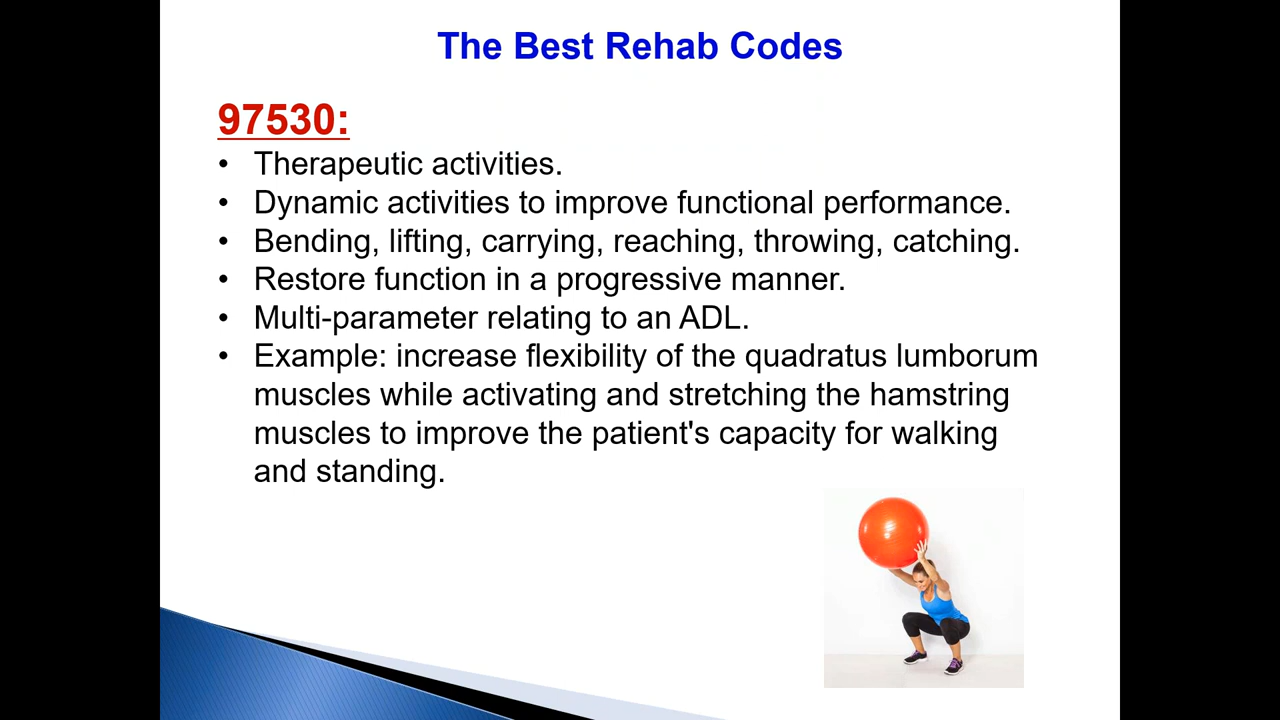 The Best Rehab Codes
97530:
• Therapeutic activities.
• Dynamic activities to improve functional performance.
• Bending, lifting, carrying, reaching, throwing, catching.
• Restore function in a progressive manner.
• Multi-parameter relating to an ADL.
• Example: increase flexibility of the quadratus lumborum
muscles while activating and stretching the hamstring
muscles to improve the patient's capacity for walking
and standing.